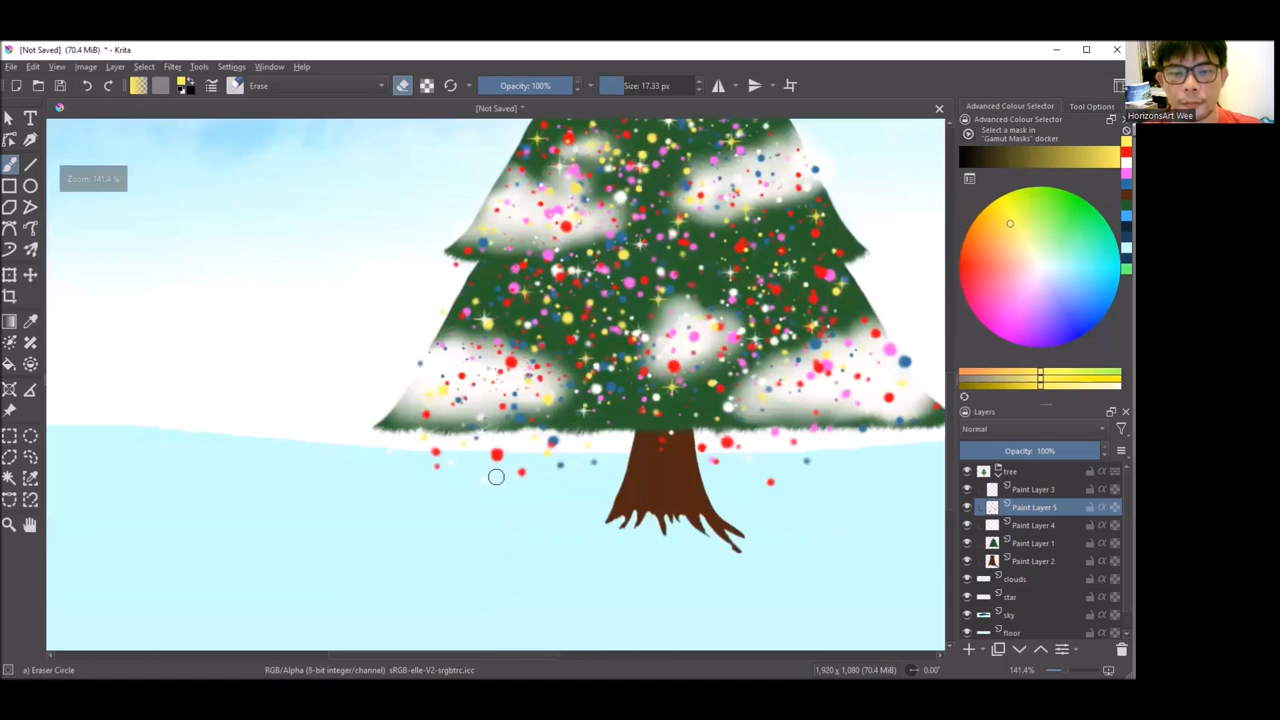 [Not Saved] (70.4 MiB) * - Krita
File Edit View Image Layer Select Filter Tools Settings Window Help
Erase Opacity: 100% Size: 17.33 px
HorizonsArt Wee
[Not Saved] *
Advanced Colour Selector Tool Options
Advanced Colour Selector
Select a mask in
"Gamut Masks" docker
Zoom: 141.4 %
Layers
Normal
Opacity: 100%
tree
Paint Layer 3
Paint Layer 5
Paint Layer 4
Paint Layer 1
Paint Layer 2
clouds
star
sky
floor
a) Eraser Circle RGB/Alpha (8-bit integer/channel) sRGB-elle-V2-srgbtrc.icc 1,920 x 1,080 (70.4 MiB) 0.00° 141.4%